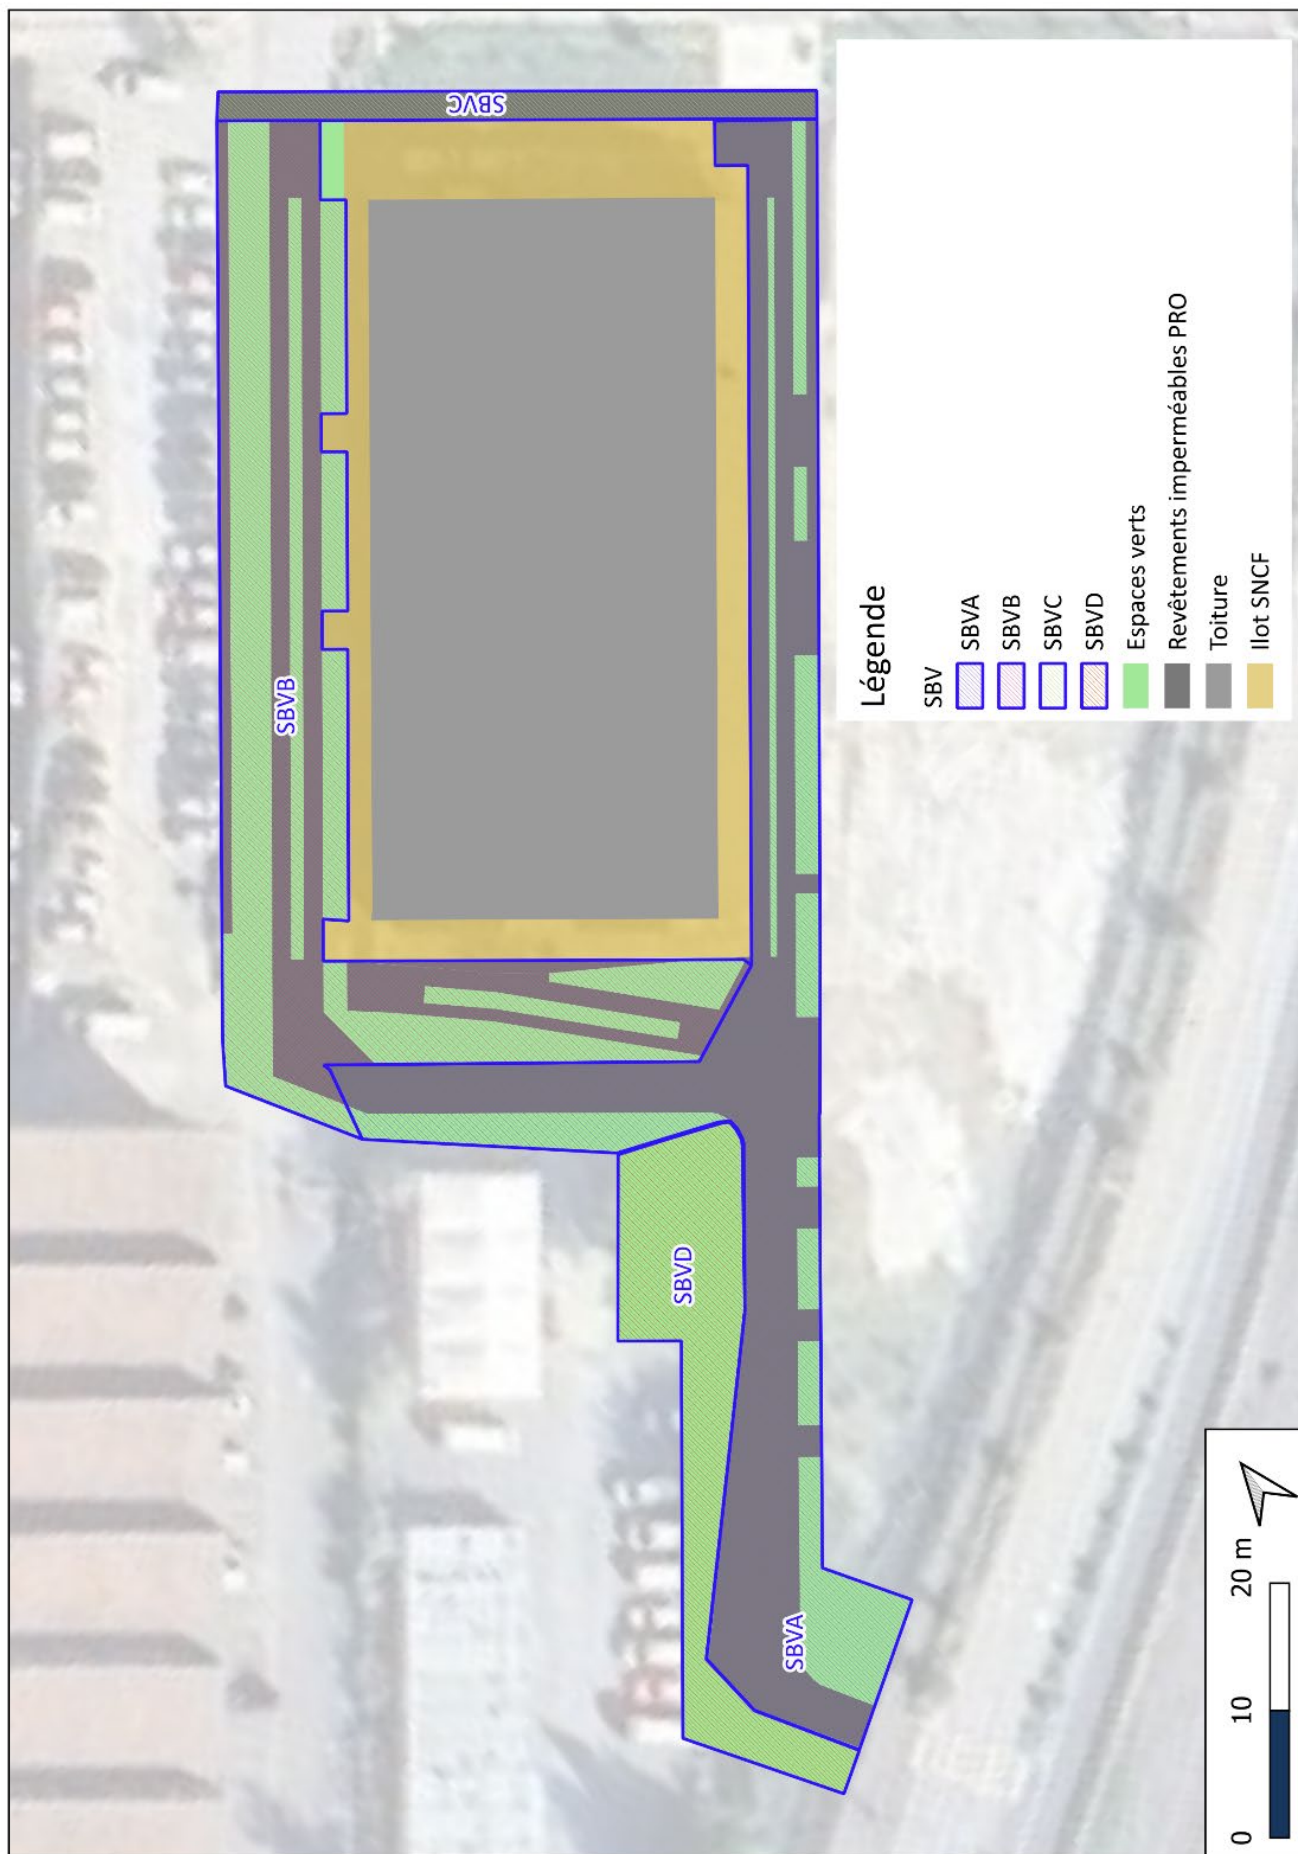 SBVC
SBVB
SBVD
SBVA
Légende
SBV
SBVA
SBVB
SBVC
SBVD
Espaces verts
Revêtements imperméables PRO
Toiture
Ilot SNCF
0 10 20 m